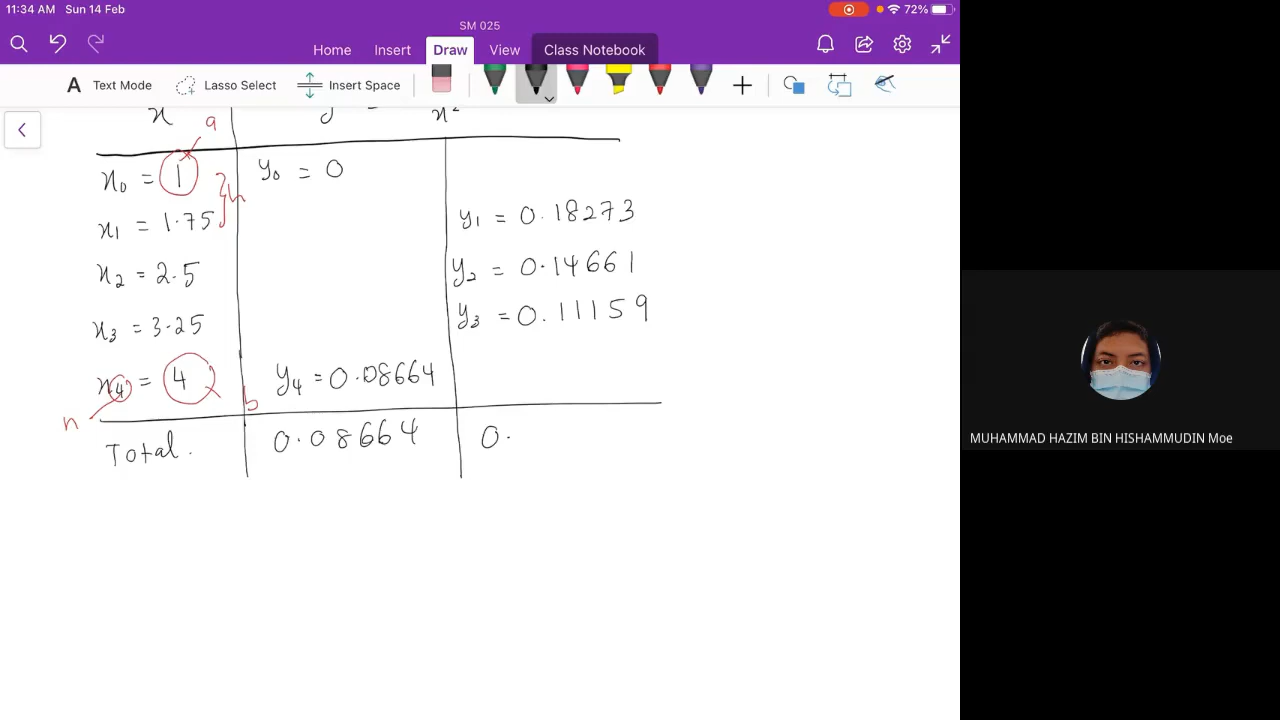 11:34 AM Sun 14 Feb
72%
SM 025
Home Insert Draw View Class Notebook
A Text Mode Lasso Select Insert Space
x y = x²
a
x₀ = 1 y₀ = 0
h
x₁ = 1.75 y₁ = 0.18273
x₂ = 2.5 y₂ = 0.14661
x₃ = 3.25 y₃ = 0.11159
x₄ = 4 y₄ = 0.08664
n b
Total. 0.08664 0.
MUHAMMAD HAZIM BIN HISHAMMUDIN Moe